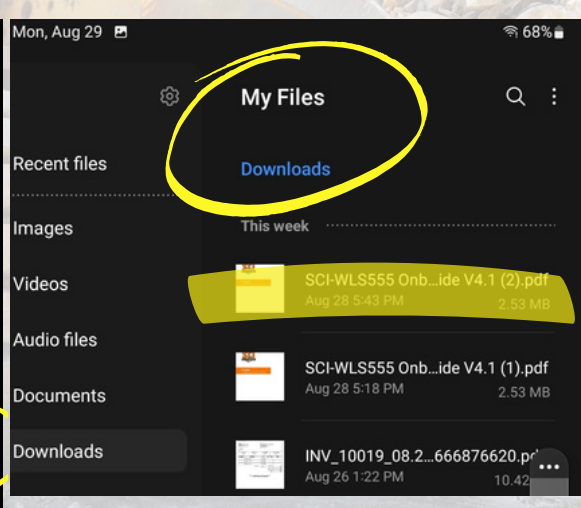 Mon, Aug 29 68%
My Files
Recent files
Downloads
Images
This week
Videos
SCI-WLS555 Onb...ide V4.1 (2).pdf
Aug 28 5:43 PM 2.53 MB
Audio files
SCI-WLS555 Onb...ide V4.1 (1).pdf
Documents
Aug 28 5:18 PM 2.53 MB
Downloads
INV_10019_08.2...666876620.pdf
Aug 26 1:22 PM 10.42